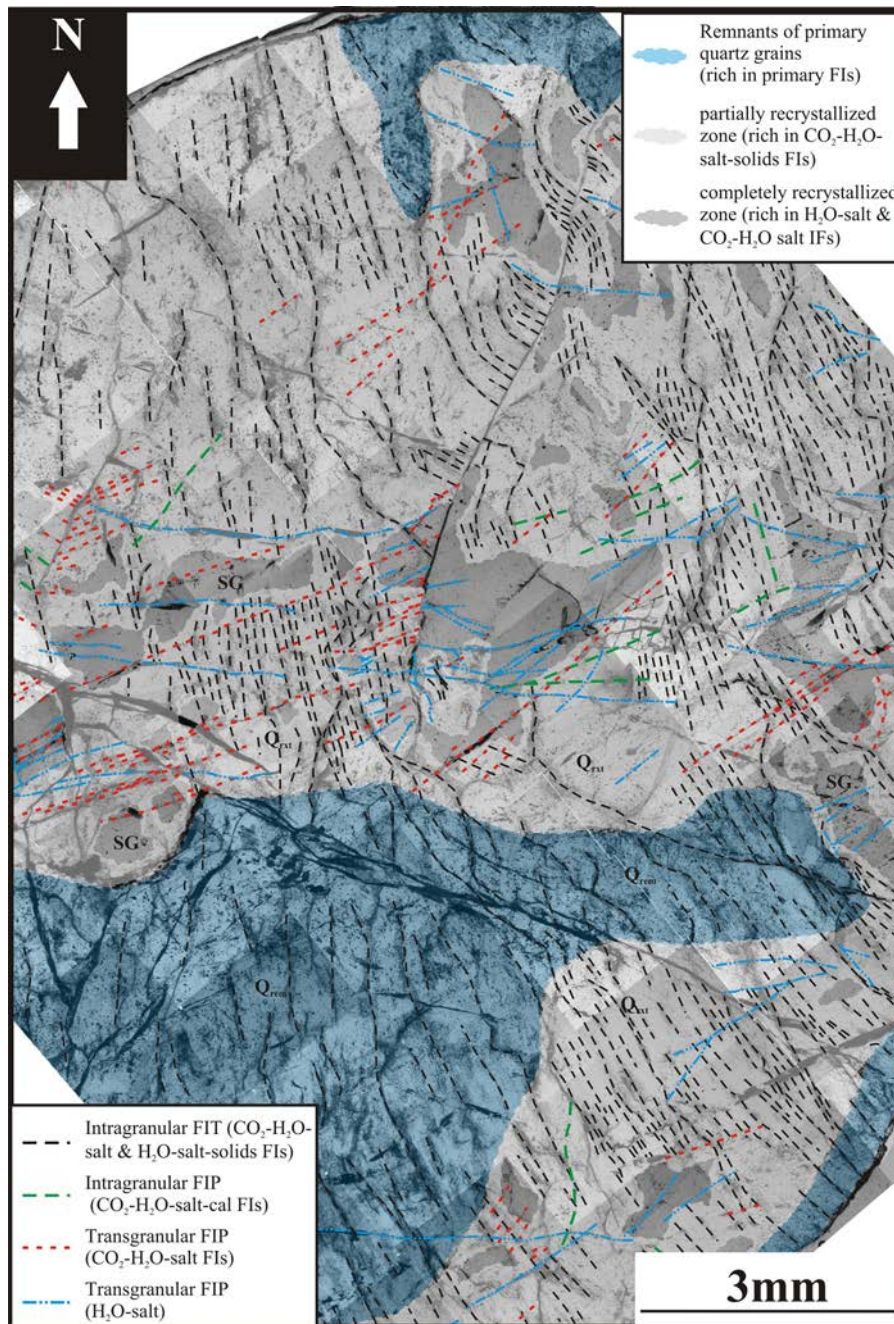 N
Remnants of primary
quartz grains
(rich in primary FIs)
partially recrystallized
zone (rich in CO₂-H₂O-
salt-solids FIs)
completely recrystallized
zone (rich in H₂O-salt &
CO₂-H₂O salt IFs)
SG
Qrxt
Qrxt
SG
SG
Qrem
Qrem
Qrxt
Intragranular FIT (CO₂-H₂O-
salt & H₂O-salt-solids FIs)
Intragranular FIP
(CO₂-H₂O-salt-cal FIs)
Transgranular FIP
(CO₂-H₂O-salt FIs)
Transgranular FIP
(H₂O-salt)
3mm